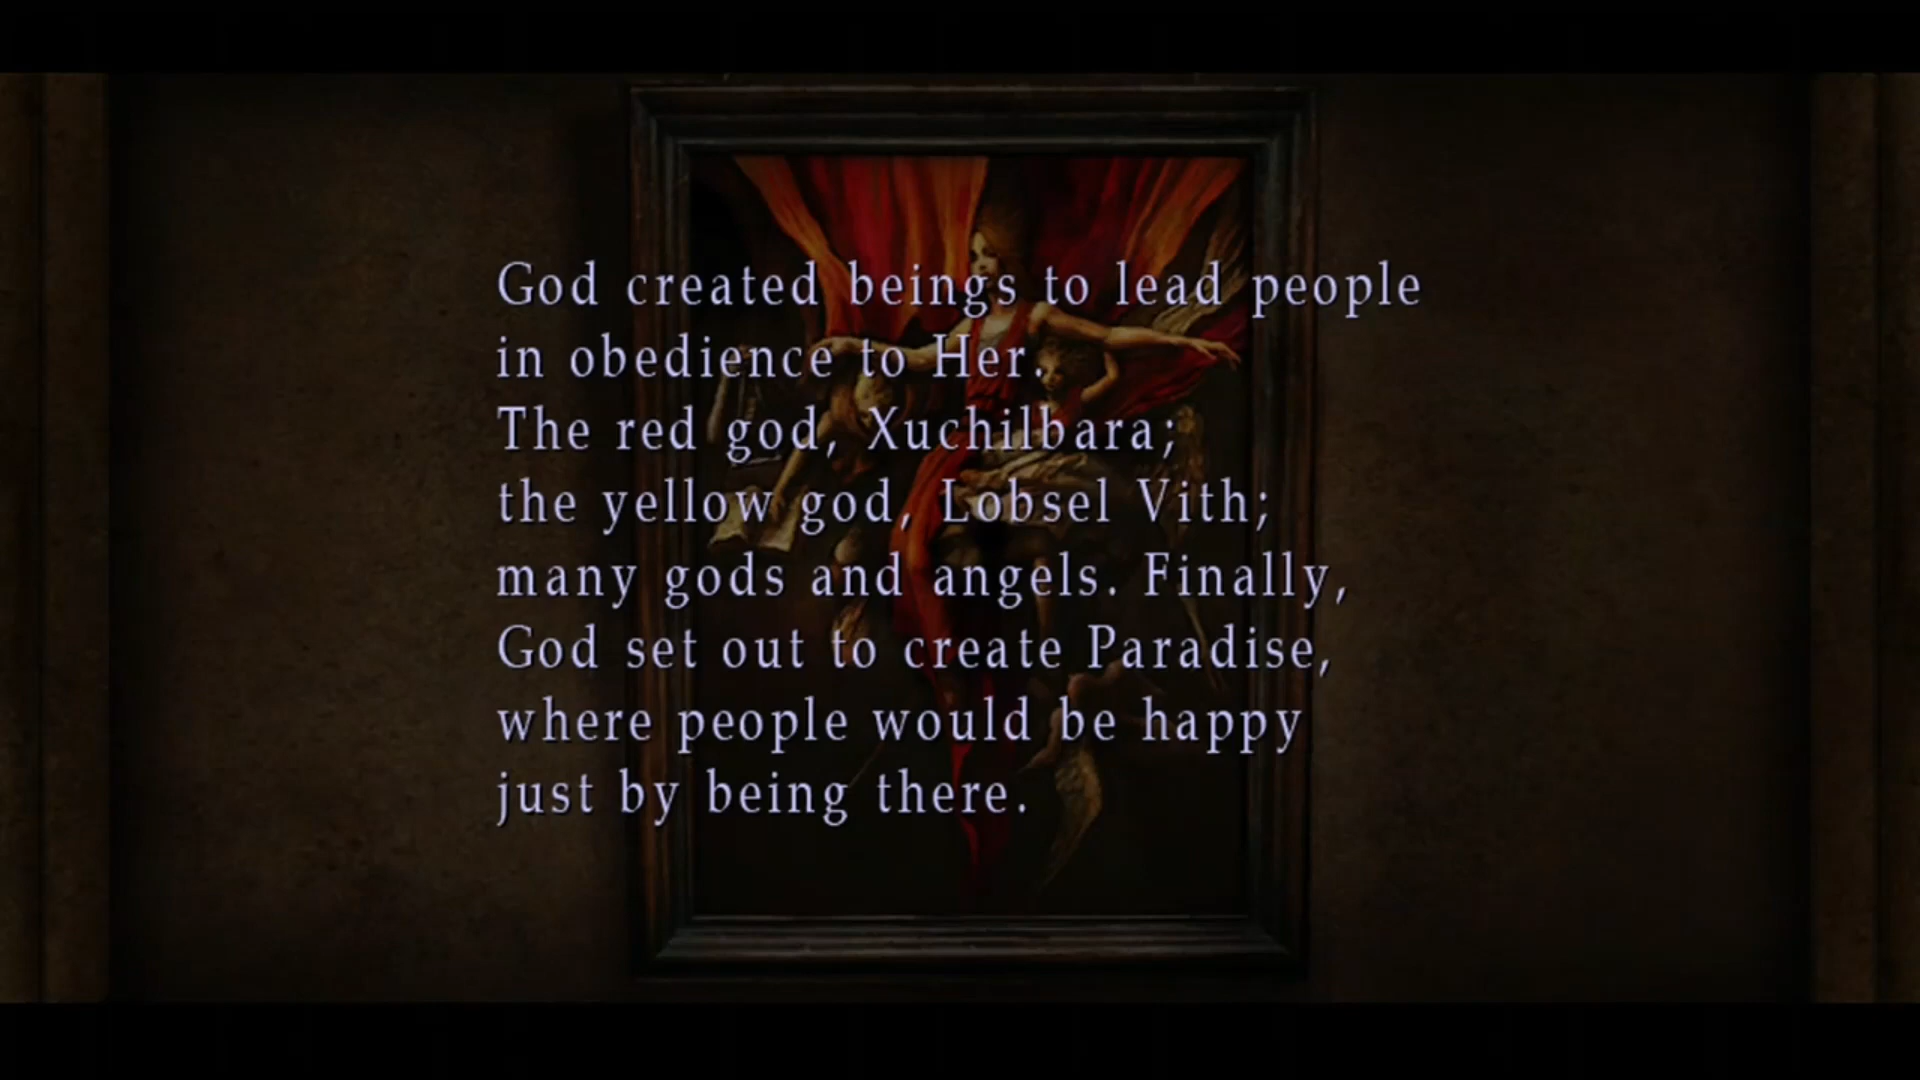 God created beings to lead people
in obedience to Her.
The red god, Xuchilbara;
the yellow god, Lobsel Vith;
many gods and angels. Finally,
God set out to create Paradise,
where people would be happy
just by being there.